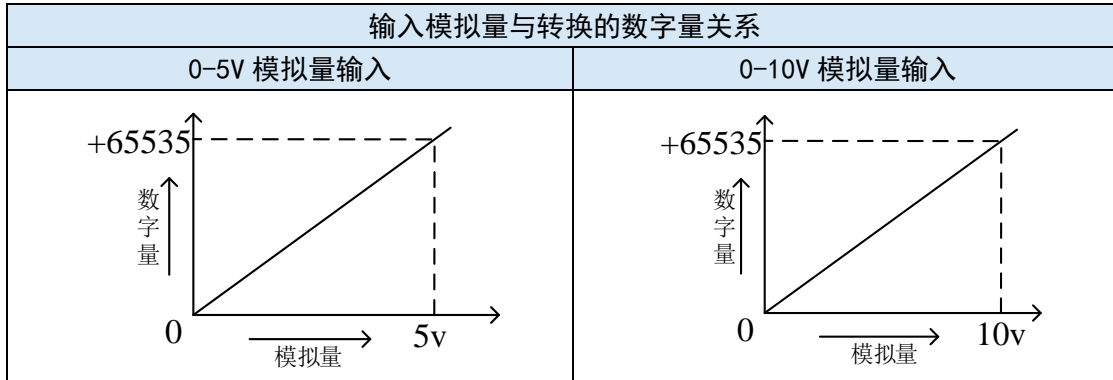 输入模拟量与转换的数字量关系
0-5V 模拟量输入
0-10V 模拟量输入
+65535
数字量
0
5v
模拟量
+65535
数字量
0
10v
模拟量